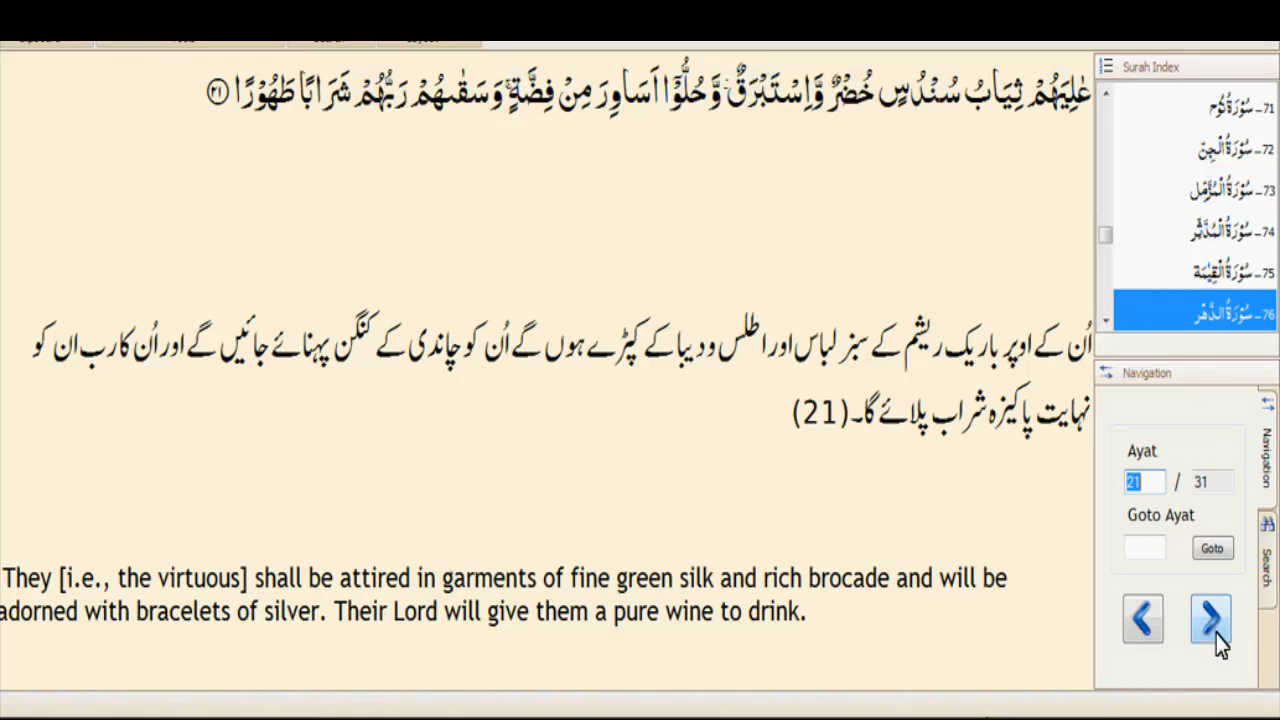 عٰلِيَهُمْ ثِيَابُ سُنْدُسٍ خُضْرٌ وَّاِسْتَبْرَقٌ ۡ وَّحُلُّوْۤا اَسَاوِرَ مِنْ فِضَّةٍ ۚ وَسَقٰىهُمْ رَبُّهُمْ شَرَابًا طَهُوْرًا ﴿۲۱﴾
اُن کے اوپر باریک ریشم کے سبز لباس اور اطلس و دیبا کے کپڑے ہوں گے اُن کو چاندی کے کنگن پہنائے جائیں گے اور اُن کا رب ان کو
نہایت پاکیزہ شراب پلائے گا۔(21)
They [i.e., the virtuous] shall be attired in garments of fine green silk and rich brocade and will be
adorned with bracelets of silver. Their Lord will give them a pure wine to drink.
Surah Index
71-سُوْرَةُ نُوْح
72-سُوْرَةُ الْجِنّ
73-سُوْرَةُ الْمُزَّمِّل
74-سُوْرَةُ الْمُدَّثِّر
75-سُوْرَةُ الْقِيٰمَة
76-سُوْرَةُ الدَّهْر
Navigation
Ayat
21 / 31
Goto Ayat
Goto
Navigation
Search